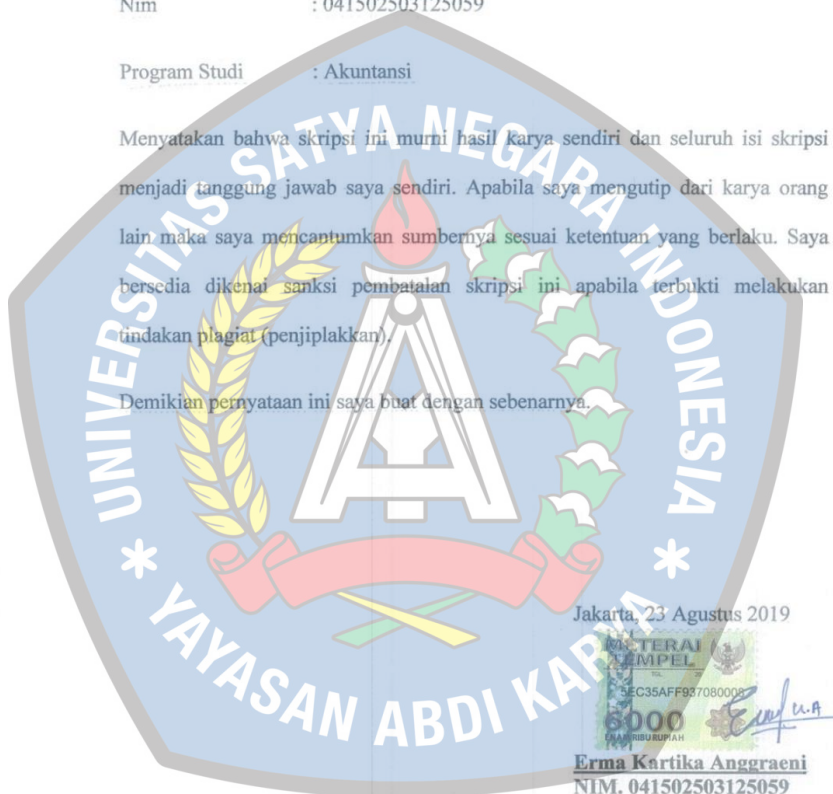 Nim : 041502503125059
Program Studi : Akuntansi
Menyatakan bahwa skripsi ini murni hasil karya sendiri dan seluruh isi skripsi
menjadi tanggung jawab saya sendiri. Apabila saya mengutip dari karya orang
lain maka saya mencantumkan sumbernya sesuai ketentuan yang berlaku. Saya
bersedia dikenai sanksi pembatalan skripsi ini apabila terbukti melakukan
tindakan plagiat (penjiplakkan).
Demikian pernyataan ini saya buat dengan sebenarnya.
UNIVERSITAS SATYA NEGARA INDONESIA
YAYASAN ABDI KARYA
Jakarta, 23 Agustus 2019
METERAI
TEMPEL
5EC35AFF937080008
6000
ENAM RIBU RUPIAH
Erma Kartika Anggraeni
NIM. 041502503125059